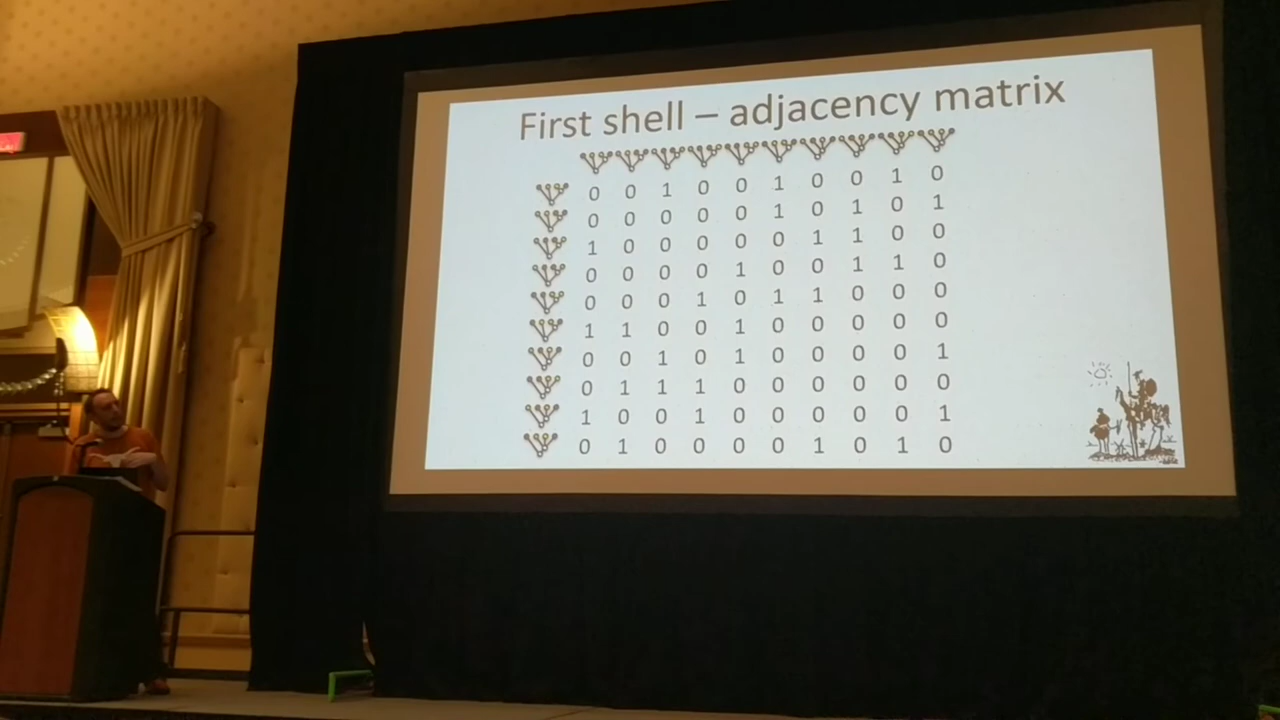 First shell – adjacency matrix
0 0 1 0 0 1 0 0 1 0
0 0 0 0 0 1 0 1 0 1
1 0 0 0 0 0 1 1 0 0
0 0 0 0 1 0 0 1 1 0
0 0 0 1 0 1 1 0 0 0
1 1 0 0 1 0 0 0 0 0
0 0 1 0 1 0 0 0 0 1
0 1 1 1 0 0 0 0 0 0
1 0 0 1 0 0 0 0 0 1
0 1 0 0 0 0 1 0 1 0